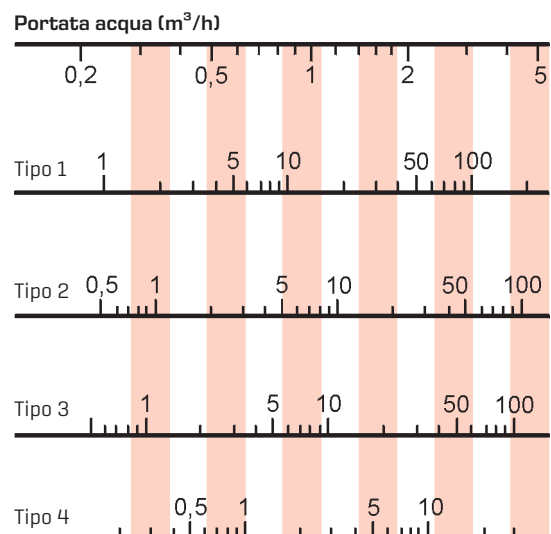 Portata acqua (m³/h)
0,2 0,5 1 2 5
Tipo 1 1 5 10 50 100
Tipo 2 0,5 1 5 10 50 100
Tipo 3 1 5 10 50 100
Tipo 4 0,5 1 5 10